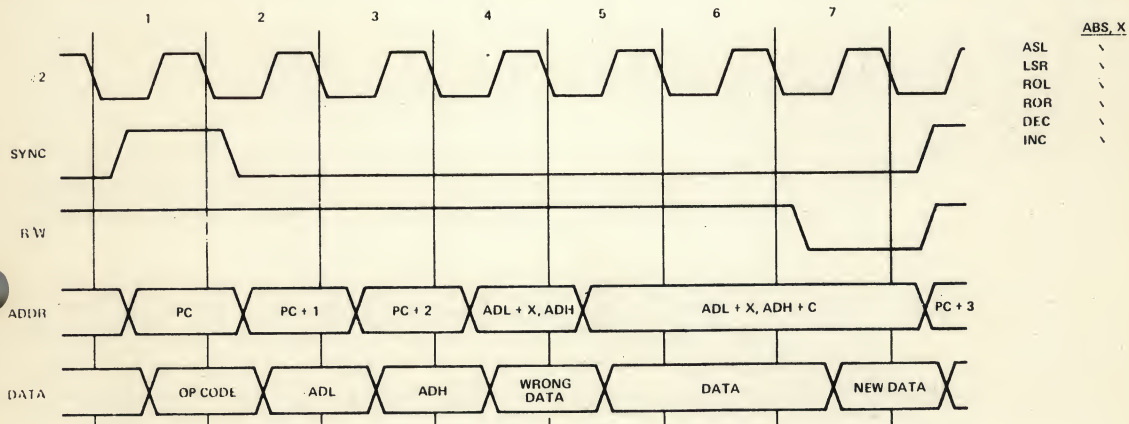 1 2 3 4 5 6 7
ABS, X
2
ASL
LSR
ROL
ROR
DEC
INC
SYNC
R/W
ADDR PC PC + 1 PC + 2 ADL + X, ADH ADL + X, ADH + C PC + 3
DATA OP CODE ADL ADH WRONG DATA DATA NEW DATA